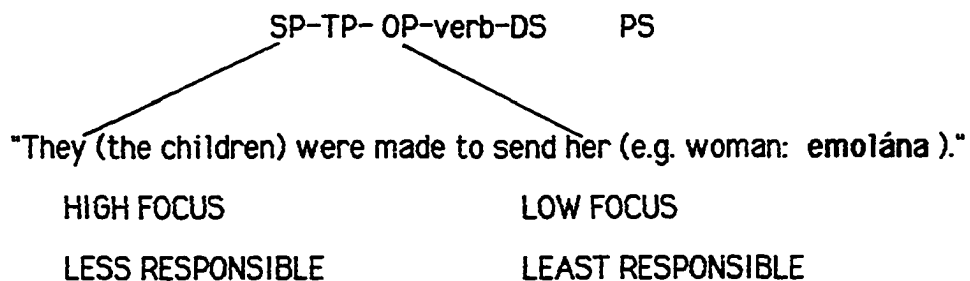 SP-TP- OP-verb-DS PS
"They (the children) were made to send her (e.g. woman: emolána )."
HIGH FOCUS LOW FOCUS
LESS RESPONSIBLE LEAST RESPONSIBLE